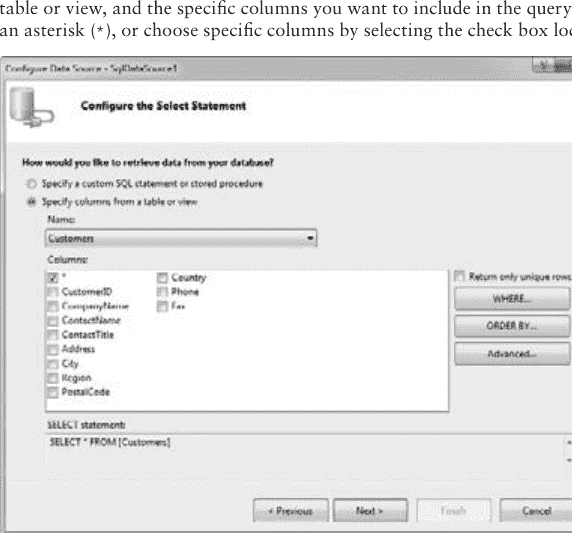 table or view, and the specific columns you want to include in the query
an asterisk (*), or choose specific columns by selecting the check box loc
Configure Data Source - SqlDataSource1
Configure the Select Statement
How would you like to retrieve data from your database?
Specify a custom SQL statement or stored procedure
Specify columns from a table or view
Name:
Customers
Columns:
* Country Return only unique rows
CustomerID Phone
CompanyName Fax WHERE...
ContactName
ContactTitle ORDER BY...
Address
City Advanced...
Region
PostalCode
SELECT statement:
SELECT * FROM [Customers]
< Previous Next > Finish Cancel